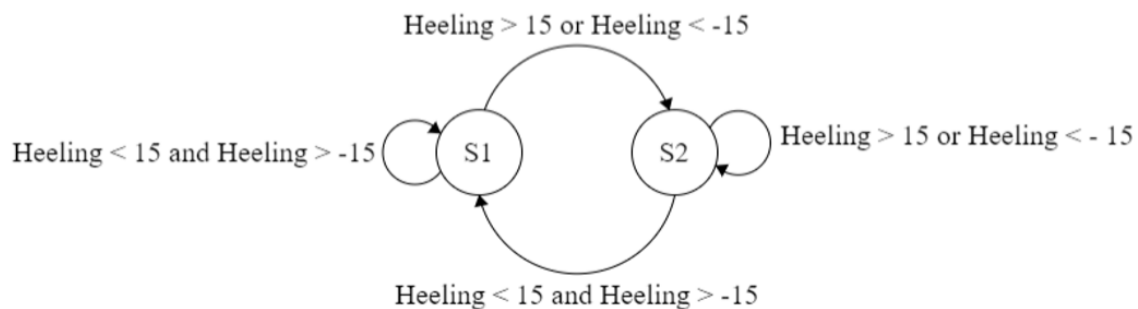 Heeling > 15 or Heeling < -15
Heeling < 15 and Heeling > -15
S1
S2
Heeling > 15 or Heeling < - 15
Heeling < 15 and Heeling > -15